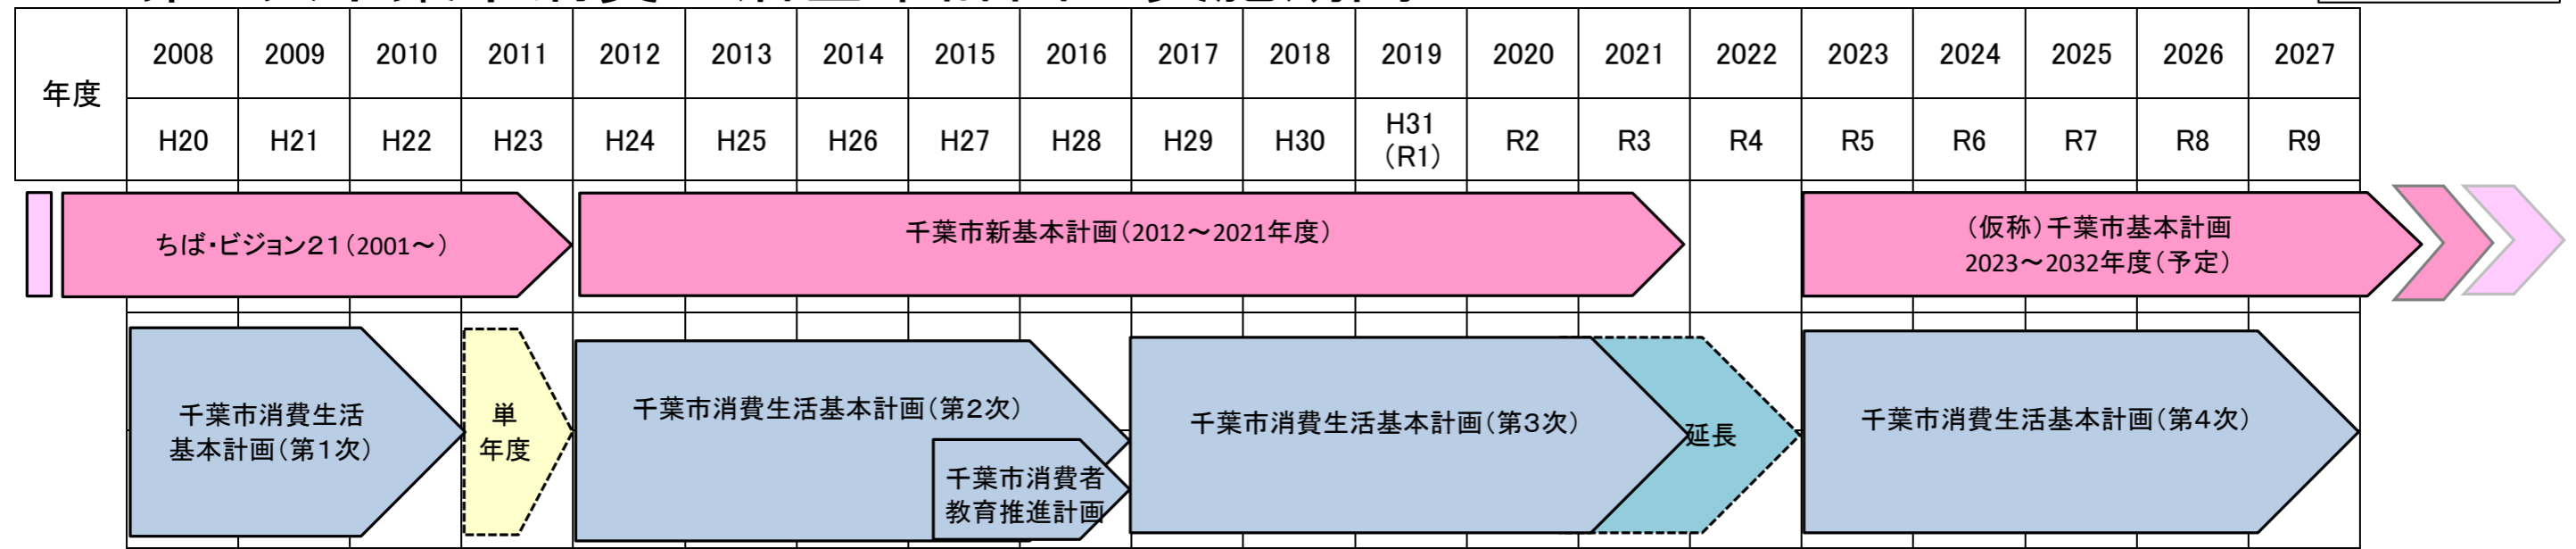 年度
2008 2009 2010 2011 2012 2013 2014 2015 2016 2017 2018 2019 2020 2021 2022 2023 2024 2025 2026 2027
H20 H21 H22 H23 H24 H25 H26 H27 H28 H29 H30 H31 R2 R3 R4 R5 R6 R7 R8 R9
（R1）
ちば・ビジョン２１（2001～）
千葉市新基本計画（2012～2021年度）
（仮称）千葉市基本計画
2023～2032年度（予定）
千葉市消費生活
基本計画（第１次）
単
年度
千葉市消費生活基本計画（第２次）
千葉市消費者
教育推進計画
千葉市消費生活基本計画（第３次）
延長
千葉市消費生活基本計画（第４次）